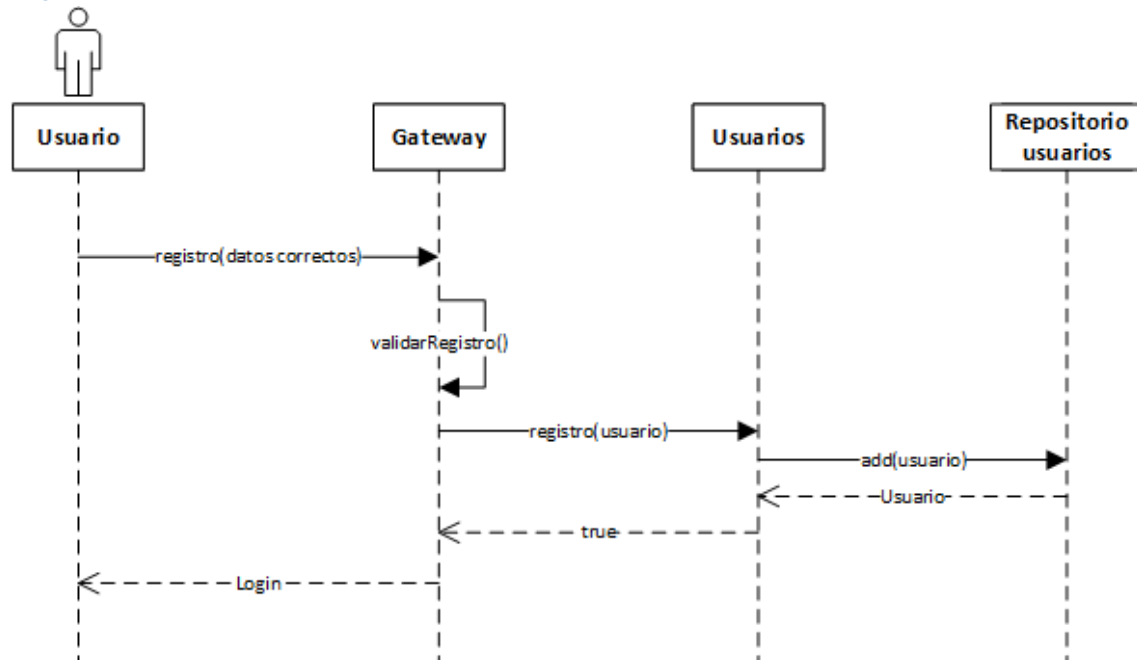 Usuario
Gateway
Usuarios
Repositorio
usuarios
registro(datos correctos)
validarRegistro()
registro(usuario)
add(usuario)
Usuario
true
Login